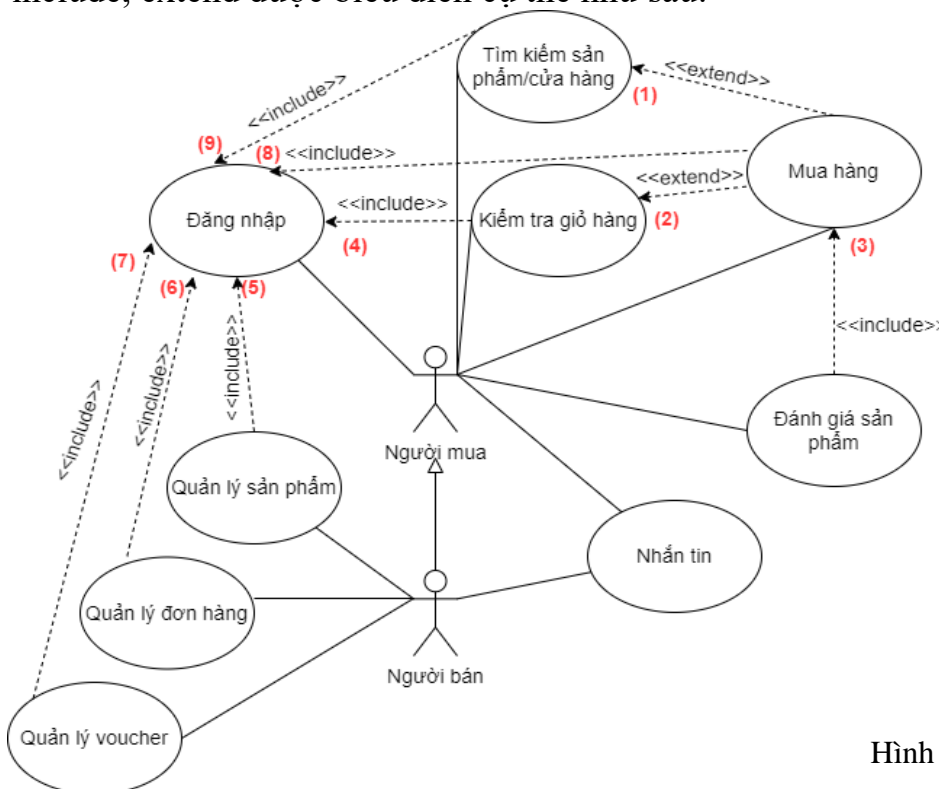 include, extend được biểu diễn cụ thể như sau:
Tìm kiếm sản
phẩm/cửa hàng
<<extend>>
(1)
<<include>>
(9)
(8)
<<include>>
Mua hàng
<<extend>>
Đăng nhập
<<include>>
(4)
Kiểm tra giỏ hàng
(2)
(3)
(7)
(6)
(5)
<<include>>
<<include>>
<<include>>
<<include>>
Người mua
Đánh giá sản
phẩm
Quản lý sản phẩm
Nhắn tin
Quản lý đơn hàng
Người bán
Quản lý voucher
Hình